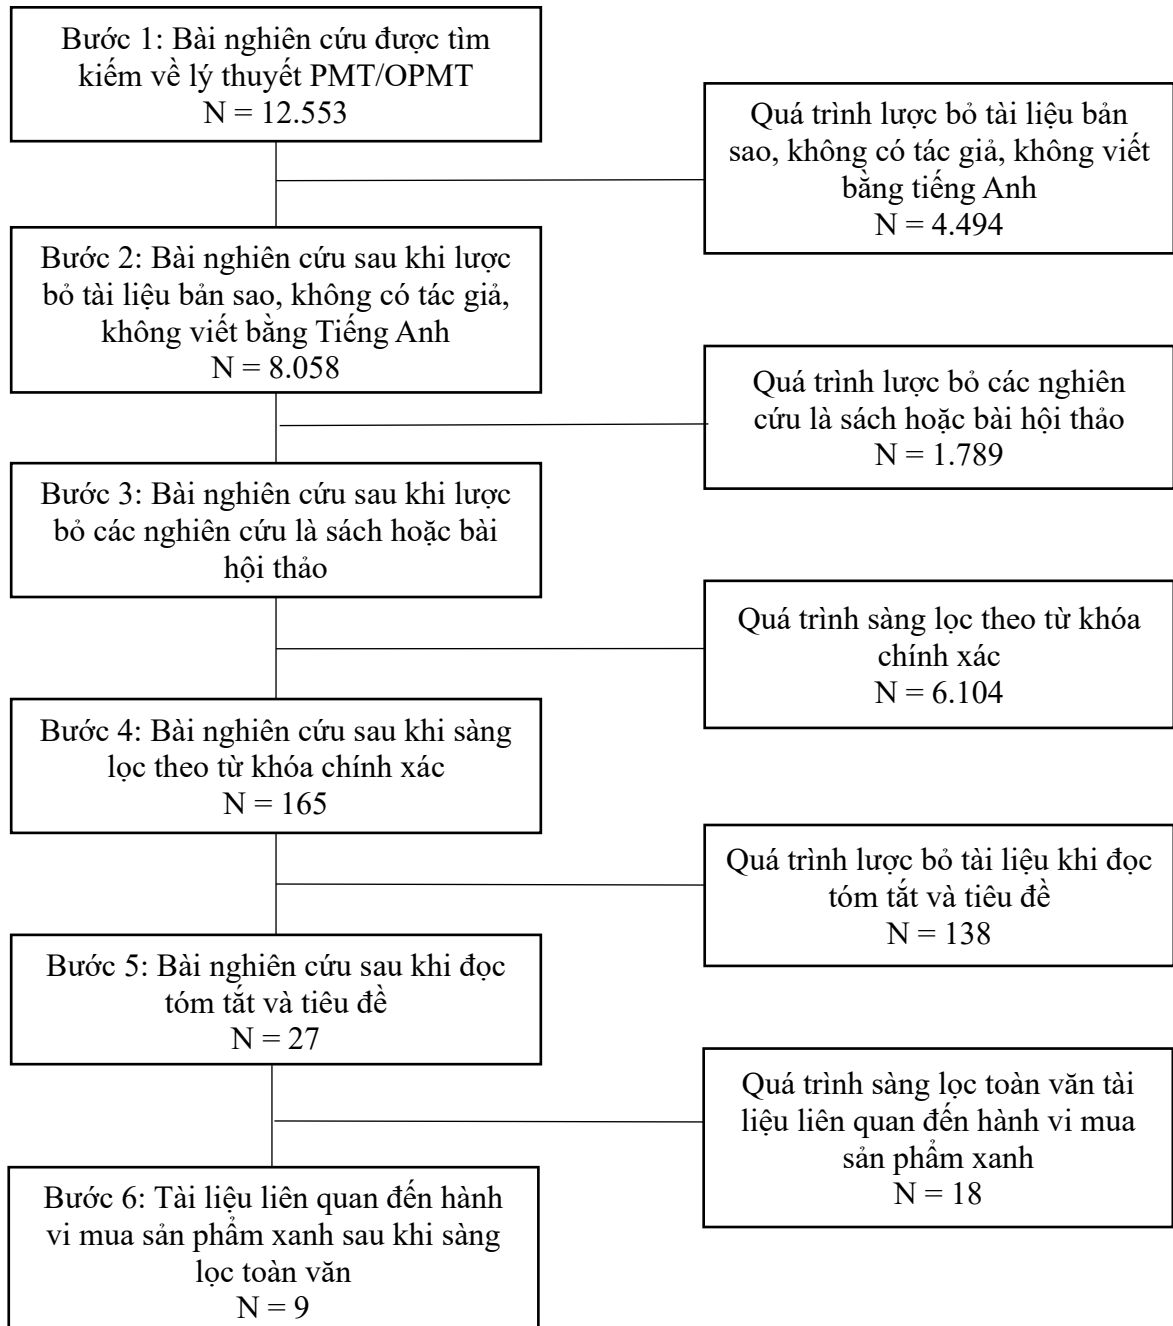 Bước 1: Bài nghiên cứu được tìm
kiếm về lý thuyết PMT/OPMT
N = 12.553
Quá trình lược bỏ tài liệu bản
sao, không có tác giả, không viết
bằng tiếng Anh
N = 4.494
Bước 2: Bài nghiên cứu sau khi lược
bỏ tài liệu bản sao, không có tác giả,
không viết bằng Tiếng Anh
N = 8.058
Quá trình lược bỏ các nghiên
cứu là sách hoặc bài hội thảo
N = 1.789
Bước 3: Bài nghiên cứu sau khi lược
bỏ các nghiên cứu là sách hoặc bài
hội thảo
Quá trình sàng lọc theo từ khóa
chính xác
N = 6.104
Bước 4: Bài nghiên cứu sau khi sàng
lọc theo từ khóa chính xác
N = 165
Quá trình lược bỏ tài liệu khi đọc
tóm tắt và tiêu đề
N = 138
Bước 5: Bài nghiên cứu sau khi đọc
tóm tắt và tiêu đề
N = 27
Quá trình sàng lọc toàn văn tài
liệu liên quan đến hành vi mua
sản phẩm xanh
N = 18
Bước 6: Tài liệu liên quan đến hành
vi mua sản phẩm xanh sau khi sàng
lọc toàn văn
N = 9